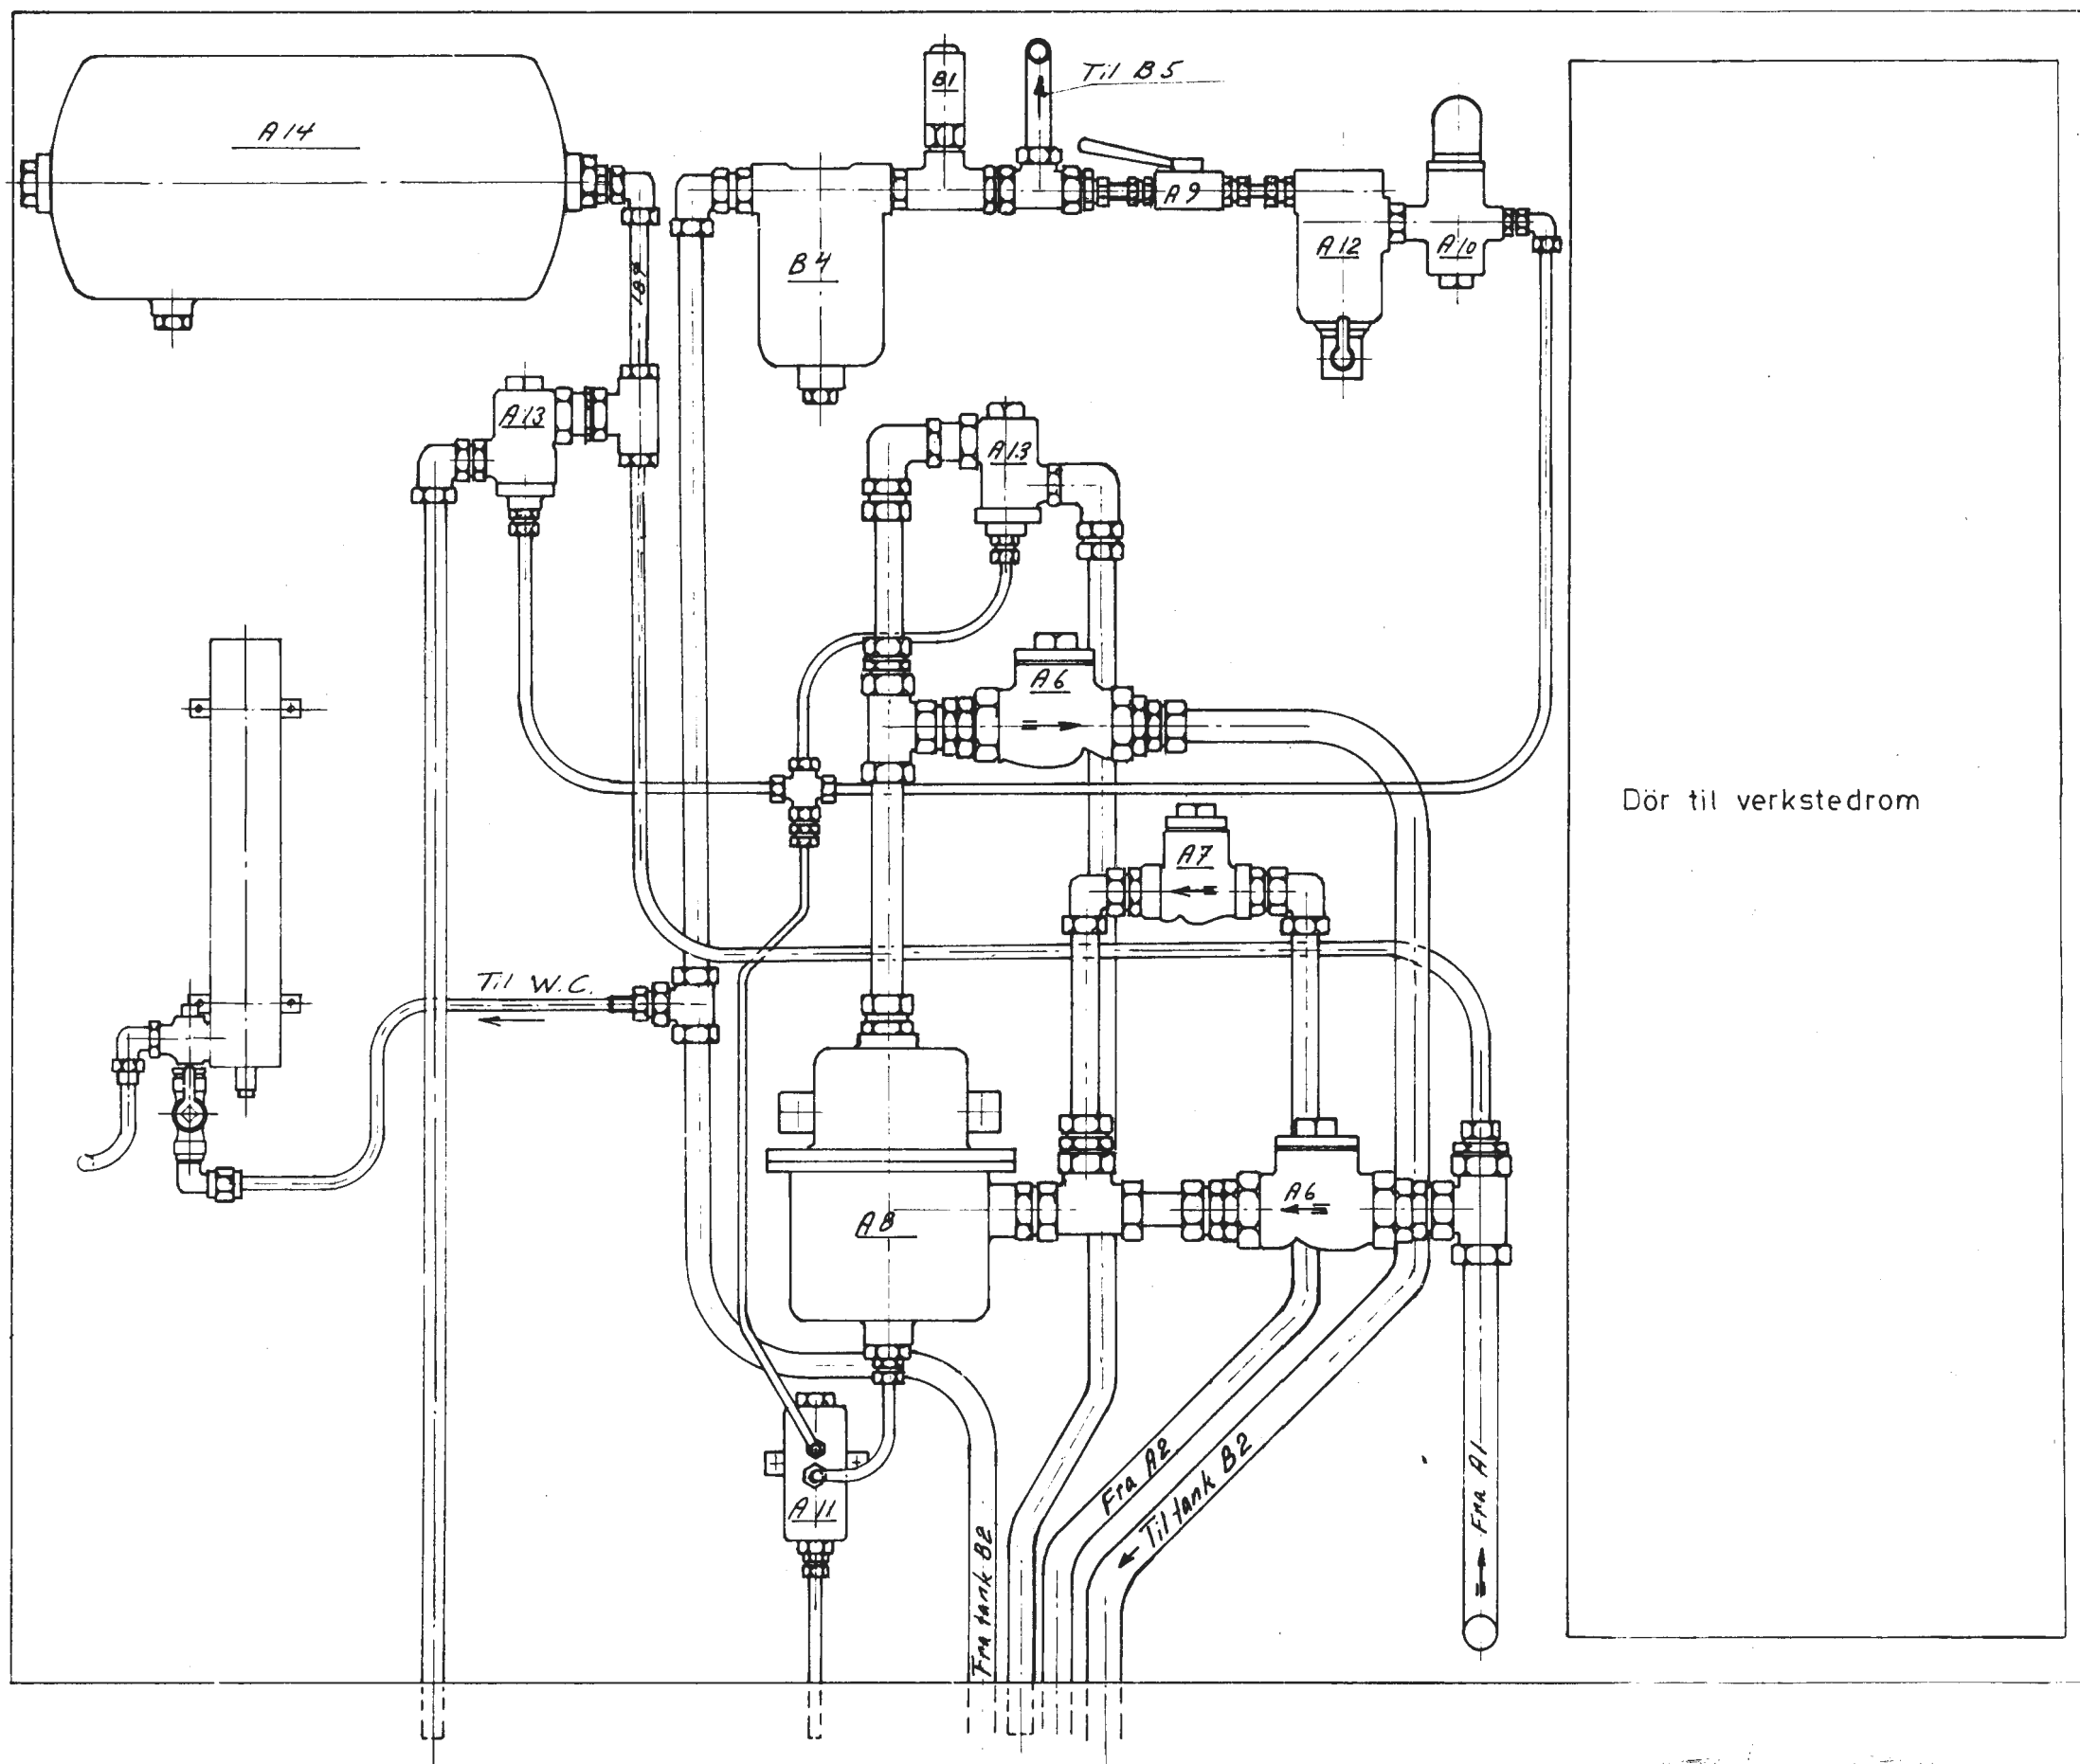 B1
Til B5
A14
A9
A12
A10
B4
A13
A13
A6
Dör til verkstedrom
A7
Til W.C.
A6
A8
Fra A2
Til tank B2
Fra A1
A11
Fra tank B2